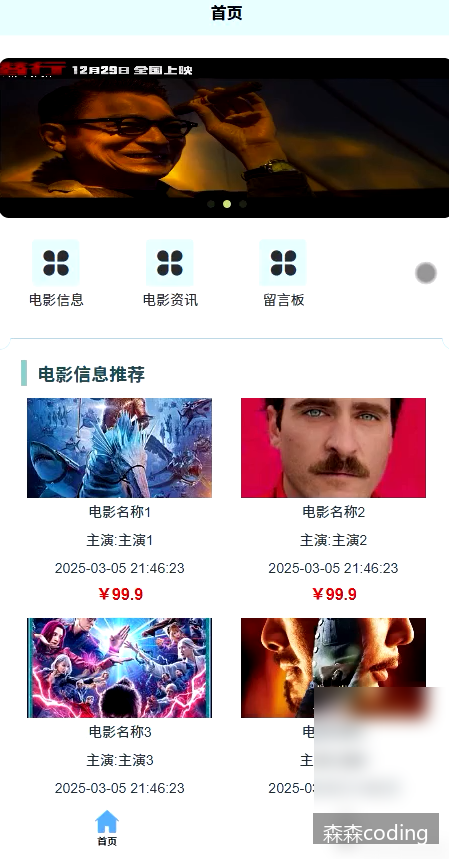 首页
12月29日 全国上映
电影信息
电影资讯
留言板
电影信息推荐
电影名称1
主演:主演1
2025-03-05 21:46:23
￥99.9
电影名称2
主演:主演2
2025-03-05 21:46:23
￥99.9
电影名称3
主演:主演3
2025-03-05 21:46:23
电
主
2025-03-0
首页
森森coding